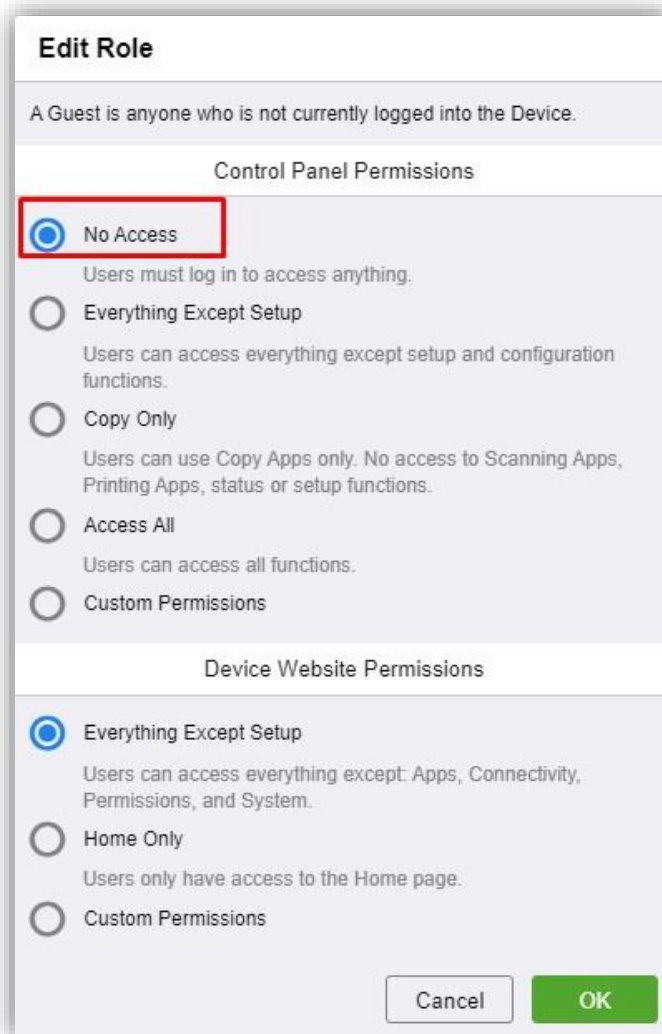 Edit Role
A Guest is anyone who is not currently logged into the Device.
Control Panel Permissions
No Access
Users must log in to access anything.
Everything Except Setup
Users can access everything except setup and configuration
functions.
Copy Only
Users can use Copy Apps only. No access to Scanning Apps,
Printing Apps, status or setup functions.
Access All
Users can access all functions.
Custom Permissions
Device Website Permissions
Everything Except Setup
Users can access everything except: Apps, Connectivity,
Permissions, and System.
Home Only
Users only have access to the Home page.
Custom Permissions
Cancel OK